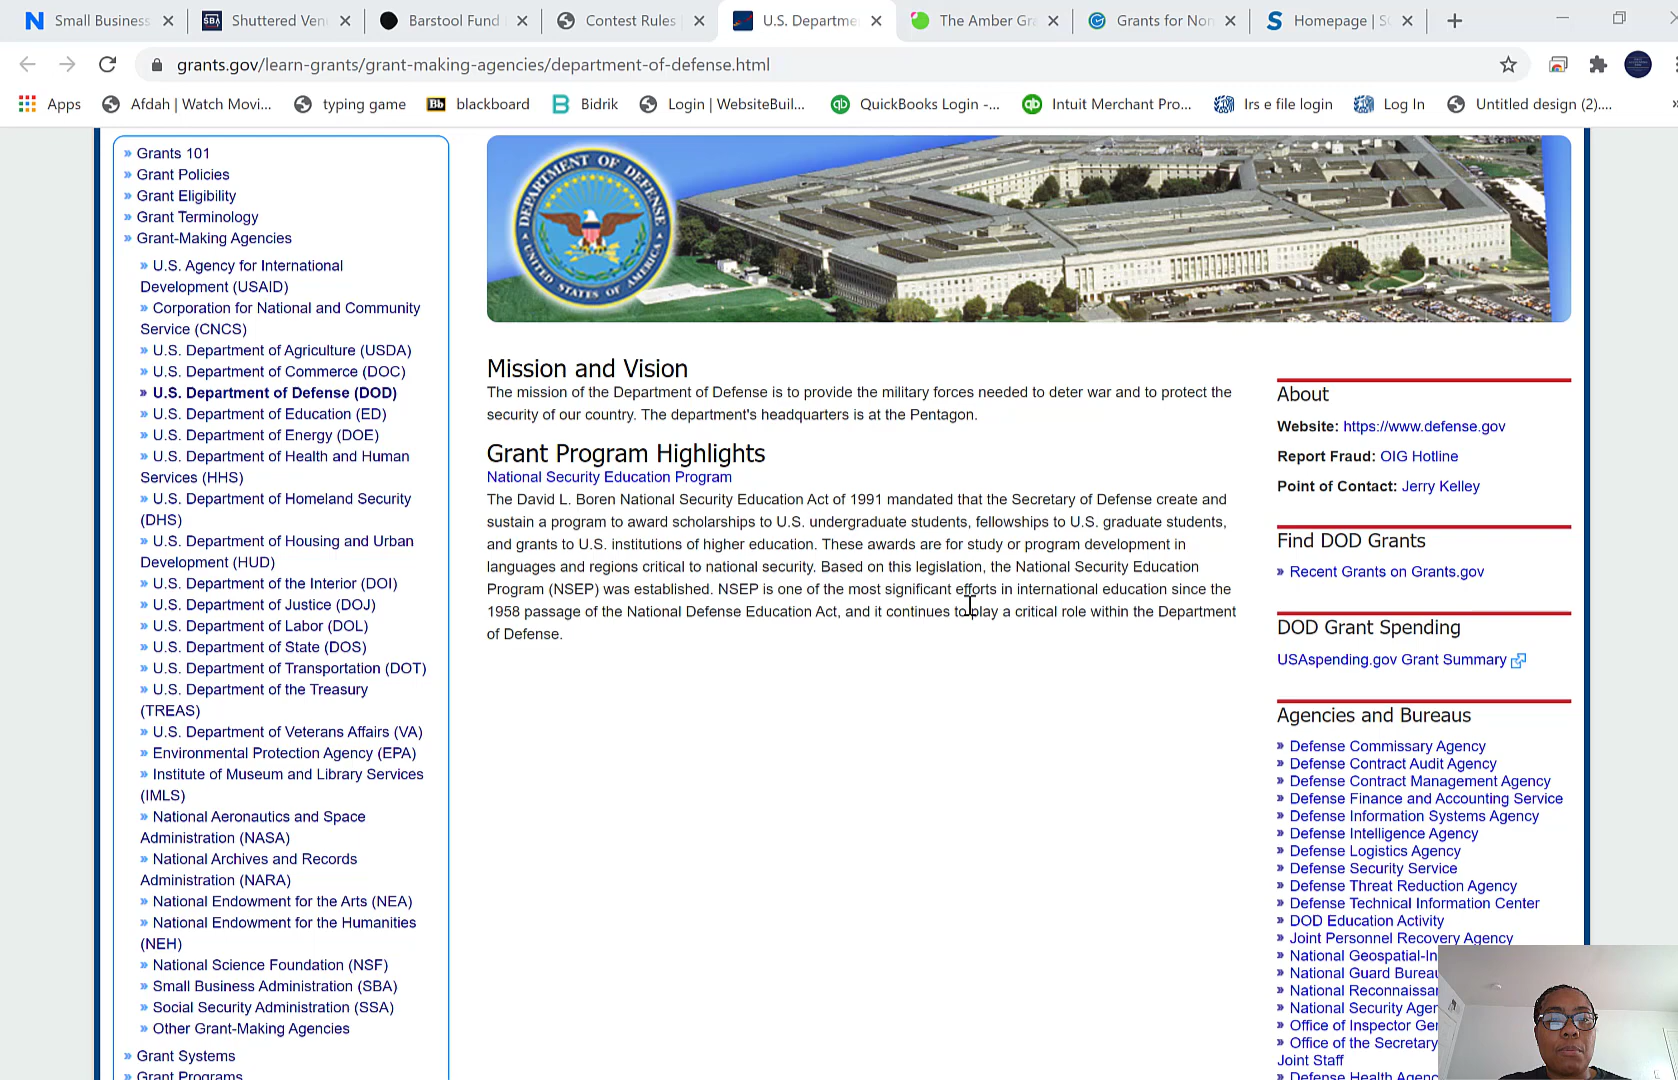 Small Business
Shuttered Ven
Barstool Fund
Contest Rules
U.S. Departme
The Amber Gra
Grants for Non
Homepage | S
grants.gov/learn-grants/grant-making-agencies/department-of-defense.html
Apps
Afdah | Watch Movi...
typing game
blackboard
Bidrik
Login | WebsiteBuil...
QuickBooks Login -...
Intuit Merchant Pro...
Irs e file login
Log In
Untitled design (2)....
» Grants 101
» Grant Policies
» Grant Eligibility
» Grant Terminology
» Grant-Making Agencies
» U.S. Agency for International
Development (USAID)
» Corporation for National and Community
Service (CNCS)
» U.S. Department of Agriculture (USDA)
» U.S. Department of Commerce (DOC)
» U.S. Department of Defense (DOD)
» U.S. Department of Education (ED)
» U.S. Department of Energy (DOE)
» U.S. Department of Health and Human
Services (HHS)
» U.S. Department of Homeland Security
(DHS)
» U.S. Department of Housing and Urban
Development (HUD)
» U.S. Department of the Interior (DOI)
» U.S. Department of Justice (DOJ)
» U.S. Department of Labor (DOL)
» U.S. Department of State (DOS)
» U.S. Department of Transportation (DOT)
» U.S. Department of the Treasury
(TREAS)
» U.S. Department of Veterans Affairs (VA)
» Environmental Protection Agency (EPA)
» Institute of Museum and Library Services
(IMLS)
» National Aeronautics and Space
Administration (NASA)
» National Archives and Records
Administration (NARA)
» National Endowment for the Arts (NEA)
» National Endowment for the Humanities
(NEH)
» National Science Foundation (NSF)
» Small Business Administration (SBA)
» Social Security Administration (SSA)
» Other Grant-Making Agencies
» Grant Systems
» Grant Programs
DEPARTMENT OF DEFENSE
UNITED STATES OF AMERICA
Mission and Vision
The mission of the Department of Defense is to provide the military forces needed to deter war and to protect the
security of our country. The department's headquarters is at the Pentagon.
Grant Program Highlights
National Security Education Program
The David L. Boren National Security Education Act of 1991 mandated that the Secretary of Defense create and
sustain a program to award scholarships to U.S. undergraduate students, fellowships to U.S. graduate students,
and grants to U.S. institutions of higher education. These awards are for study or program development in
languages and regions critical to national security. Based on this legislation, the National Security Education
Program (NSEP) was established. NSEP is one of the most significant efforts in international education since the
1958 passage of the National Defense Education Act, and it continues to play a critical role within the Department
of Defense.
About
Website: https://www.defense.gov
Report Fraud: OIG Hotline
Point of Contact: Jerry Kelley
Find DOD Grants
» Recent Grants on Grants.gov
DOD Grant Spending
USAspending.gov Grant Summary
Agencies and Bureaus
» Defense Commissary Agency
» Defense Contract Audit Agency
» Defense Contract Management Agency
» Defense Finance and Accounting Service
» Defense Information Systems Agency
» Defense Intelligence Agency
» Defense Logistics Agency
» Defense Security Service
» Defense Threat Reduction Agency
» Defense Technical Information Center
» DOD Education Activity
» Joint Personnel Recovery Agency
» National Geospatial-In
» National Guard Bureau
» National Reconnaissan
» National Security Agen
» Office of Inspector Gen
» Office of the Secretary
Joint Staff
» Defense Health Agenc